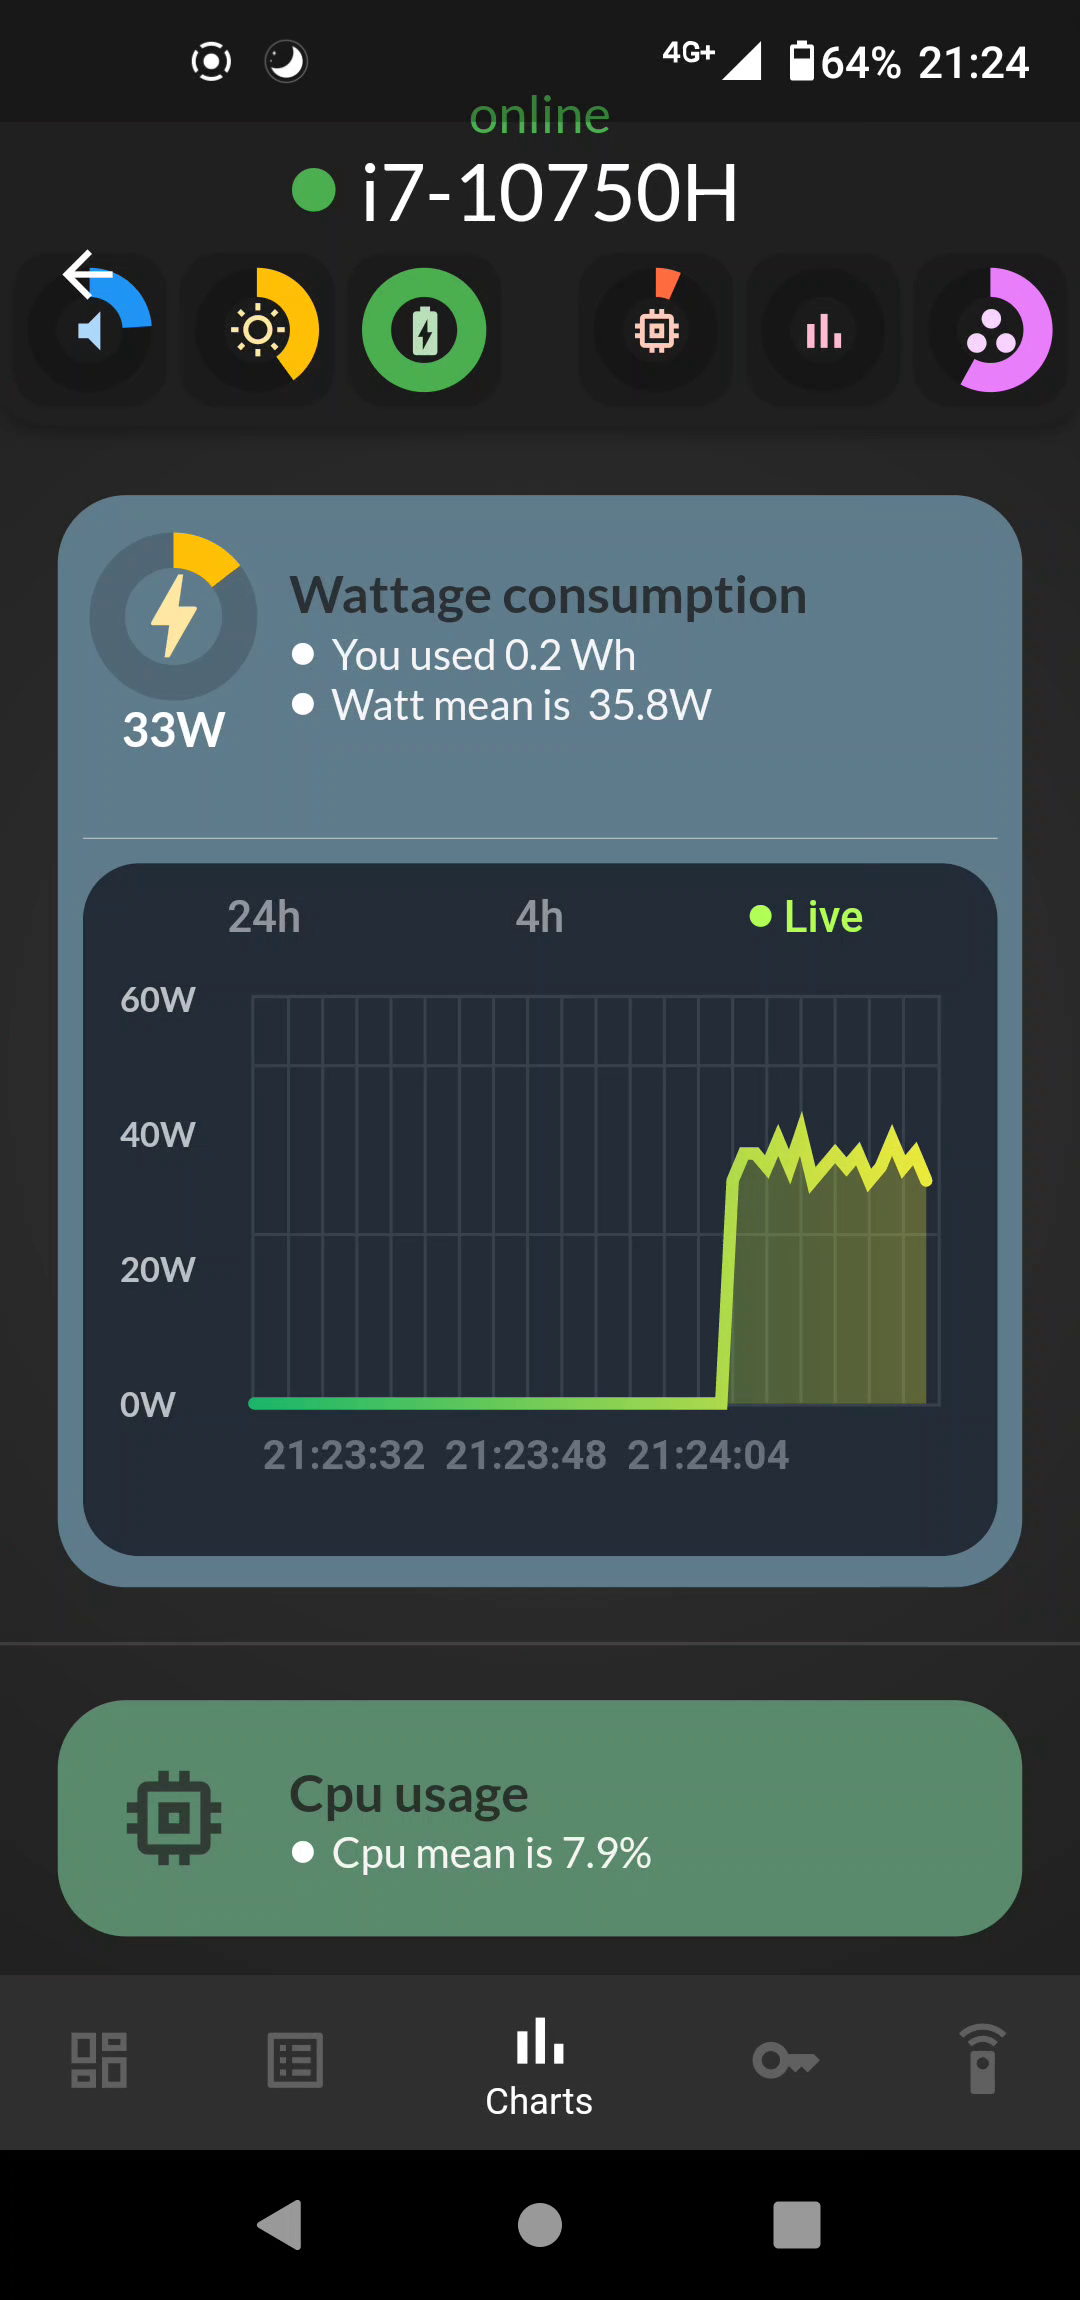 4G+ 64% 21:24
online
i7-10750H
Wattage consumption
You used 0.2 Wh
Watt mean is 35.8W
33W
24h 4h Live
60W
40W
20W
0W
21:23:32 21:23:48 21:24:04
Cpu usage
Cpu mean is 7.9%
Charts